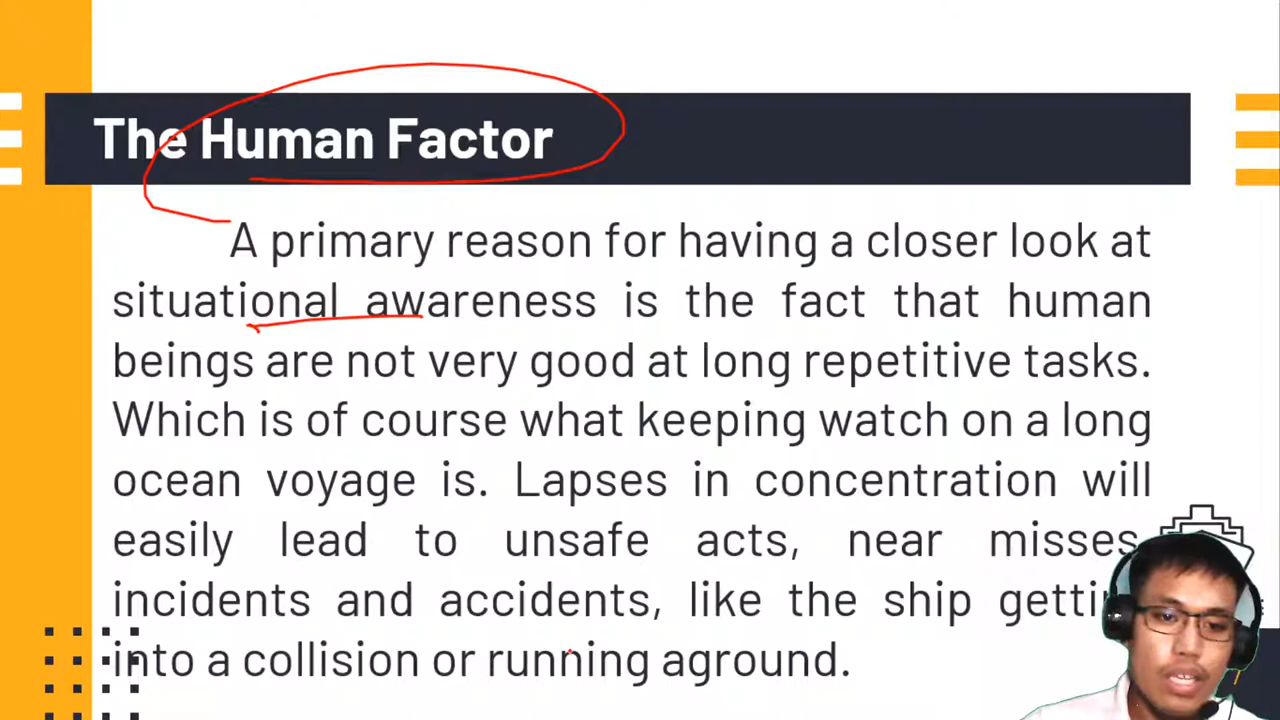 The Human Factor
A primary reason for having a closer look at
situational awareness is the fact that human
beings are not very good at long repetitive tasks.
Which is of course what keeping watch on a long
ocean voyage is. Lapses in concentration will
easily lead to unsafe acts, near misses,
incidents and accidents, like the ship getting
into a collision or running aground.